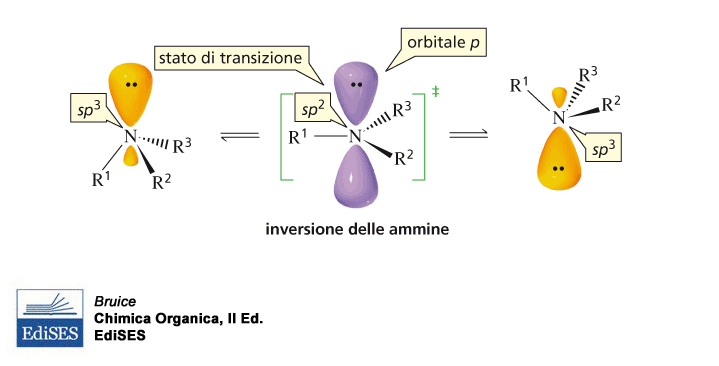 stato di transizione
orbitale p
sp³
N
R³
R¹
R²
sp²
R¹
N
R³
R²
‡
R¹
R³
R²
N
sp³
inversione delle ammine
EdiSES
Bruice
Chimica Organica, II Ed.
EdiSES